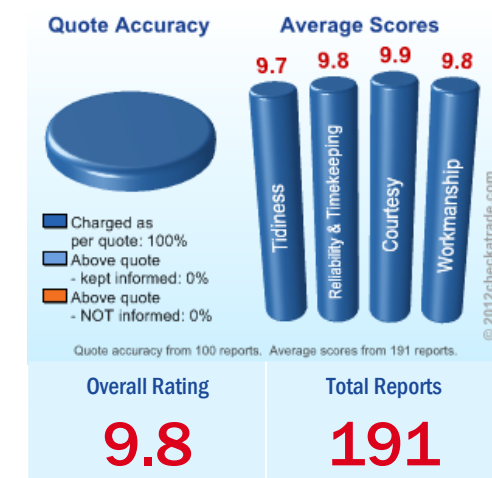 Quote Accuracy
Average Scores
9.7
9.8
9.9
9.8
Tidiness
Reliability & Timekeeping
Courtesy
Workmanship
Charged as
per quote: 100%
Above quote
- kept informed: 0%
Above quote
- NOT informed: 0%
© 2012checkatrade.com
Quote accuracy from 100 reports. Average scores from 191 reports.
Overall Rating
9.8
Total Reports
191